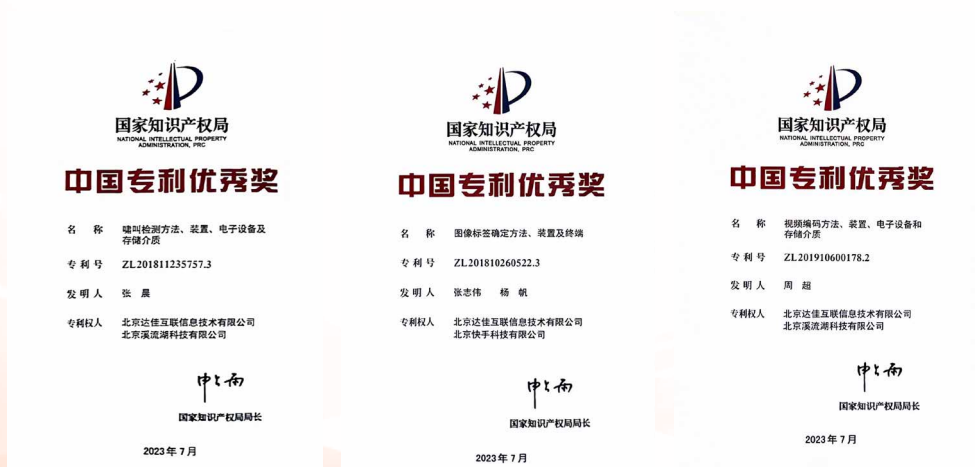 国家知识产权局
NATIONAL INTELLECTUAL PROPERTY
ADMINISTRATION, PRC
中国专利优秀奖
名 称 啸叫检测方法、装置、电子设备及
存储介质
专利号 ZL201811235757.3
发明人 张 晨
专利权人 北京达佳互联信息技术有限公司
北京溪流湖科技有限公司
国家知识产权局局长
2023年7月
国家知识产权局
NATIONAL INTELLECTUAL PROPERTY
ADMINISTRATION, PRC
中国专利优秀奖
名 称 图像标签确定方法、装置及终端
专利号 ZL201810260522.3
发明人 张志伟 杨 帆
专利权人 北京达佳互联信息技术有限公司
北京快手科技有限公司
国家知识产权局局长
2023年7月
国家知识产权局
NATIONAL INTELLECTUAL PROPERTY
ADMINISTRATION, PRC
中国专利优秀奖
名 称 视频编码方法、装置、电子设备和
存储介质
专利号 ZL201910600178.2
发明人 周 超
专利权人 北京达佳互联信息技术有限公司
北京溪流湖科技有限公司
国家知识产权局局长
2023年7月